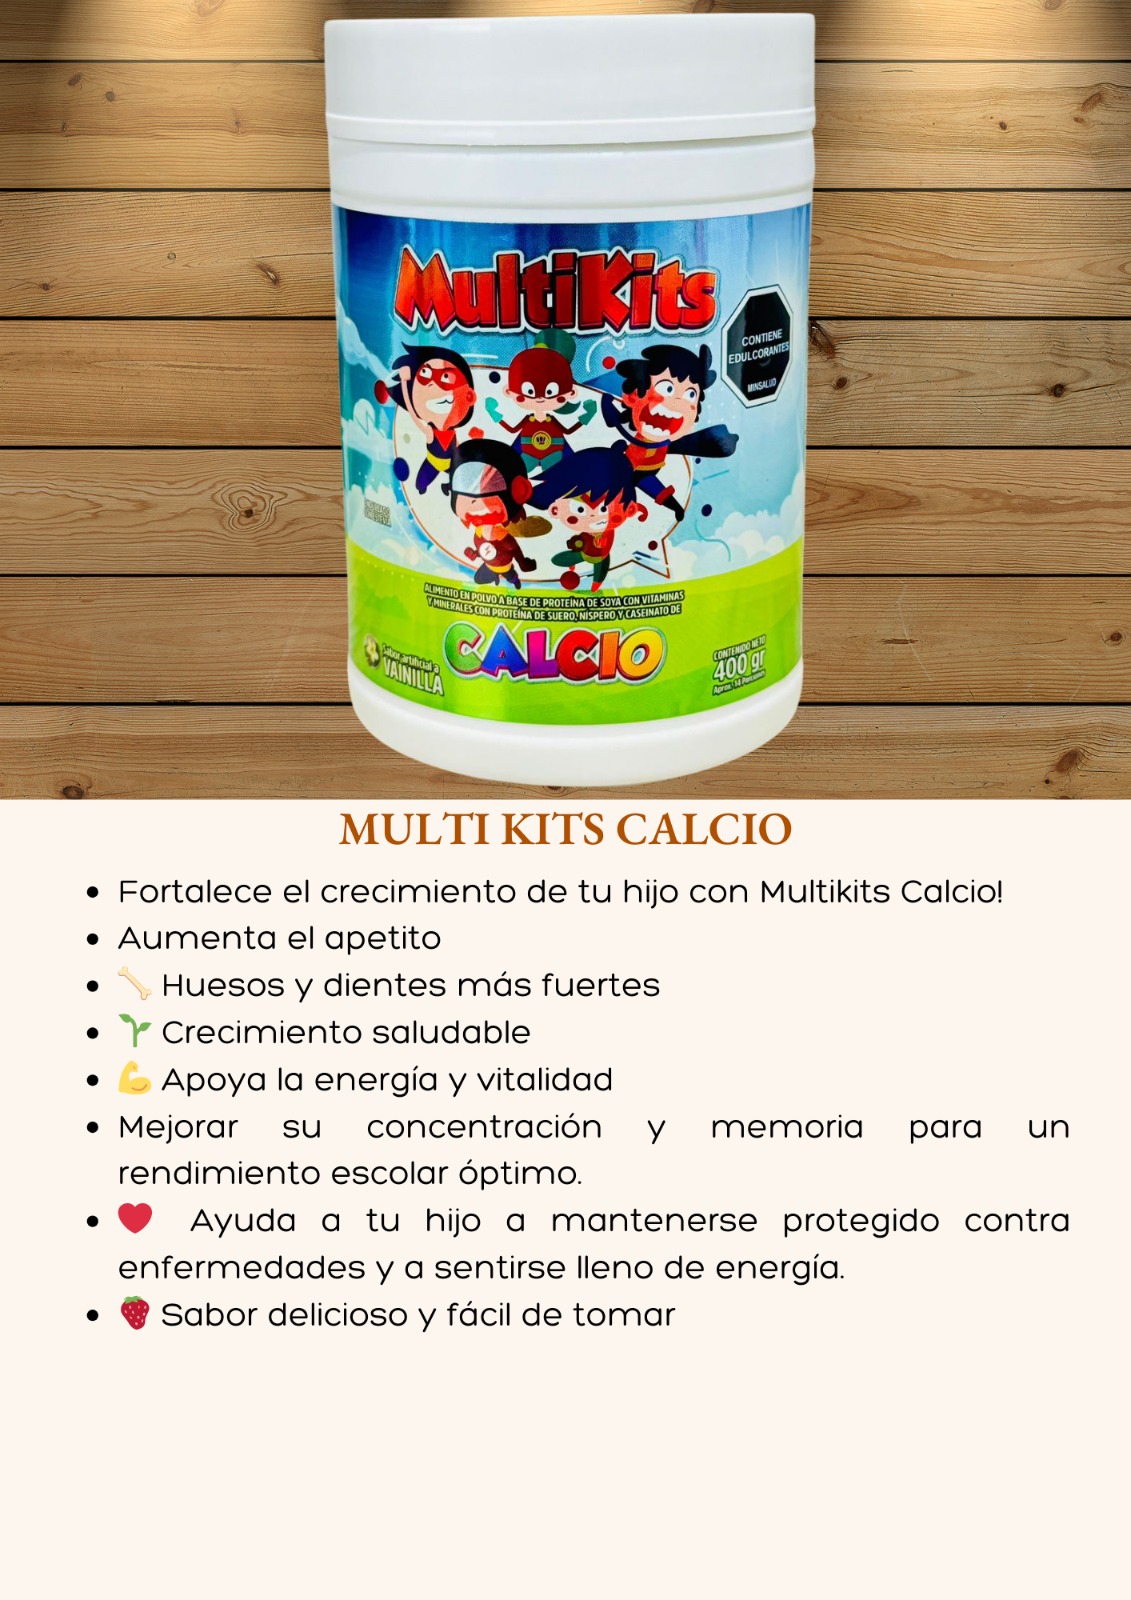 MultiKits
CONTIENE
EDULCORANTES
MINSALUD
ALIMENTO EN POLVO A BASE DE PROTEÍNA DE SOYA CON VITAMINAS
Y MINERALES CON PROTEÍNA DE SUERO, NÍSPERO Y CASEINATO DE
CALCIO
Sabor artificial a
VAINILLA
CONTENIDO NETO
400 gr
Aprox. 14 Porciones
MULTI KITS CALCIO
• Fortalece el crecimiento de tu hijo con Multikits Calcio!
• Aumenta el apetito
• 🦴 Huesos y dientes más fuertes
• 🌱 Crecimiento saludable
• 💪 Apoya la energía y vitalidad
• Mejorar su concentración y memoria para un
rendimiento escolar óptimo.
• ❤️ Ayuda a tu hijo a mantenerse protegido contra
enfermedades y a sentirse lleno de energía.
• 🍓 Sabor delicioso y fácil de tomar